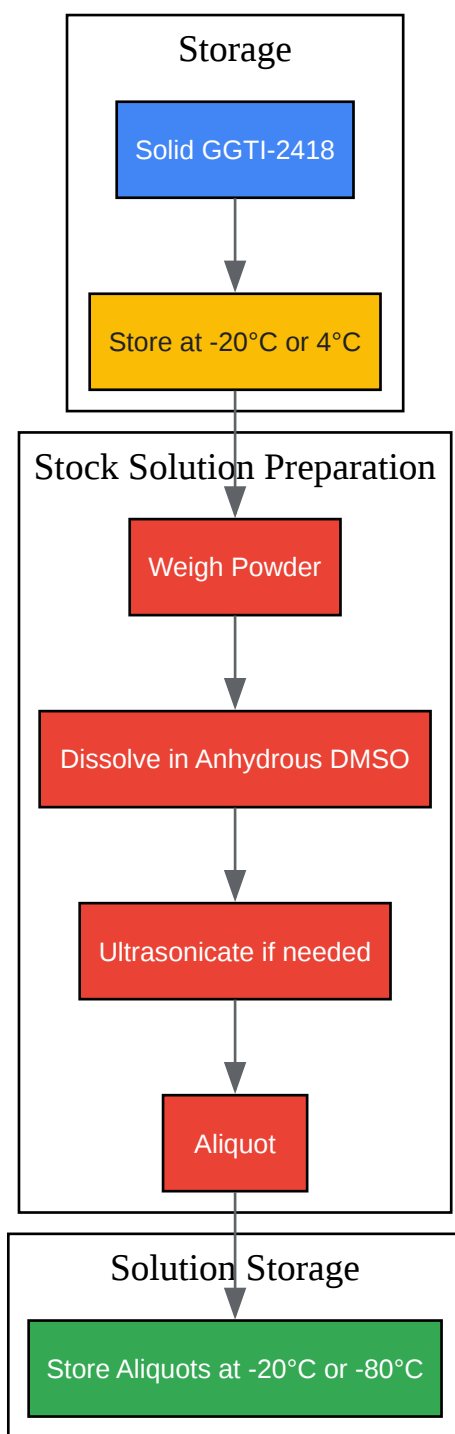 Storage
Solid GGTI-2418
Store at -20°C or 4°C
Stock Solution Preparation
Weigh Powder
Dissolve in Anhydrous DMSO
Ultrasonicate if needed
Aliquot
Solution Storage
Store Aliquots at -20°C or -80°C